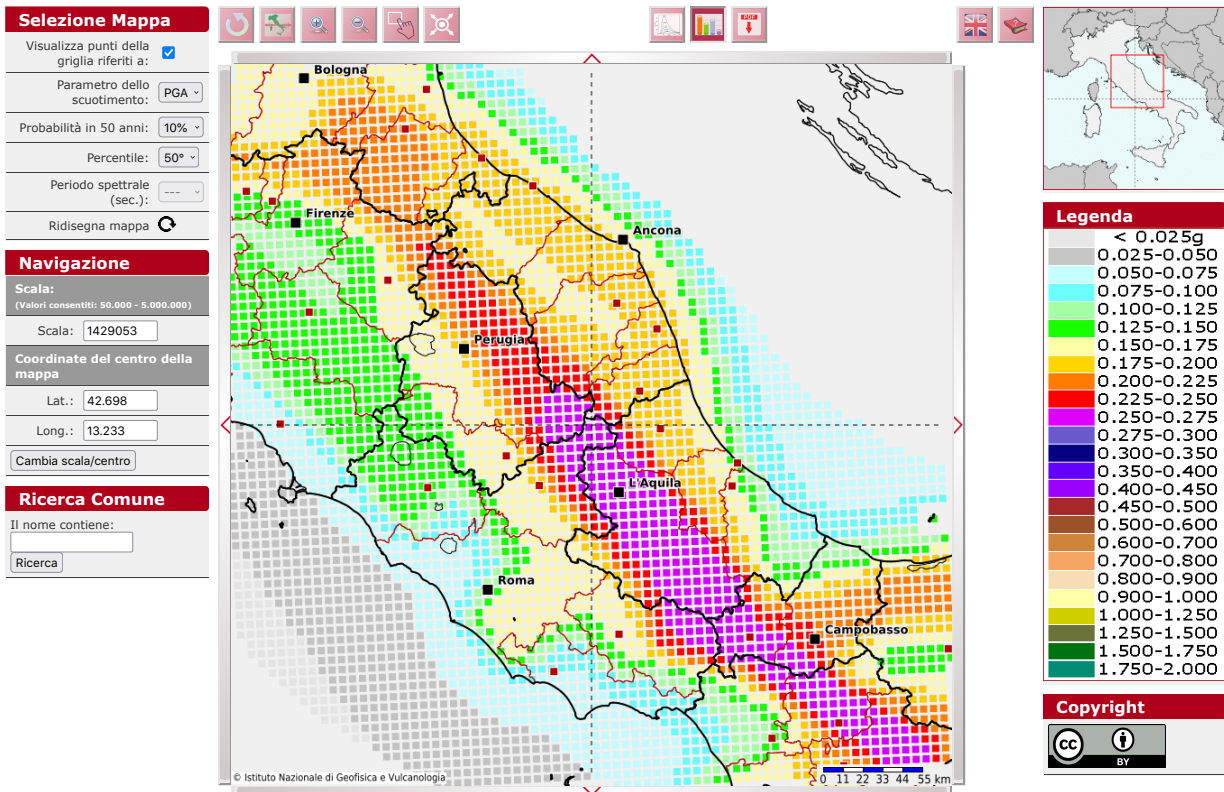 Selezione Mappa
Visualizza punti della
griglia riferiti a:
Parametro dello
scuotimento:
PGA
Probabilità in 50 anni:
10%
Percentile:
50°
Periodo spettrale
(sec.):
---
Ridisegna mappa
Navigazione
Scala:
(Valori consentiti: 50.000 - 5.000.000)
Scala:
1429053
Coordinate del centro della
mappa
Lat.:
42.698
Long.:
13.233
Cambia scala/centro
Ricerca Comune
Il nome contiene:
Ricerca
PDF
Bologna
Firenze
Ancona
Perugia
L'Aquila
Roma
Campobasso
© Istituto Nazionale di Geofisica e Vulcanologia
0 11 22 33 44 55 km
Legenda
< 0.025g
0.025-0.050
0.050-0.075
0.075-0.100
0.100-0.125
0.125-0.150
0.150-0.175
0.175-0.200
0.200-0.225
0.225-0.250
0.250-0.275
0.275-0.300
0.300-0.350
0.350-0.400
0.400-0.450
0.450-0.500
0.500-0.600
0.600-0.700
0.700-0.800
0.800-0.900
0.900-1.000
1.000-1.250
1.250-1.500
1.500-1.750
1.750-2.000
Copyright
cc
BY